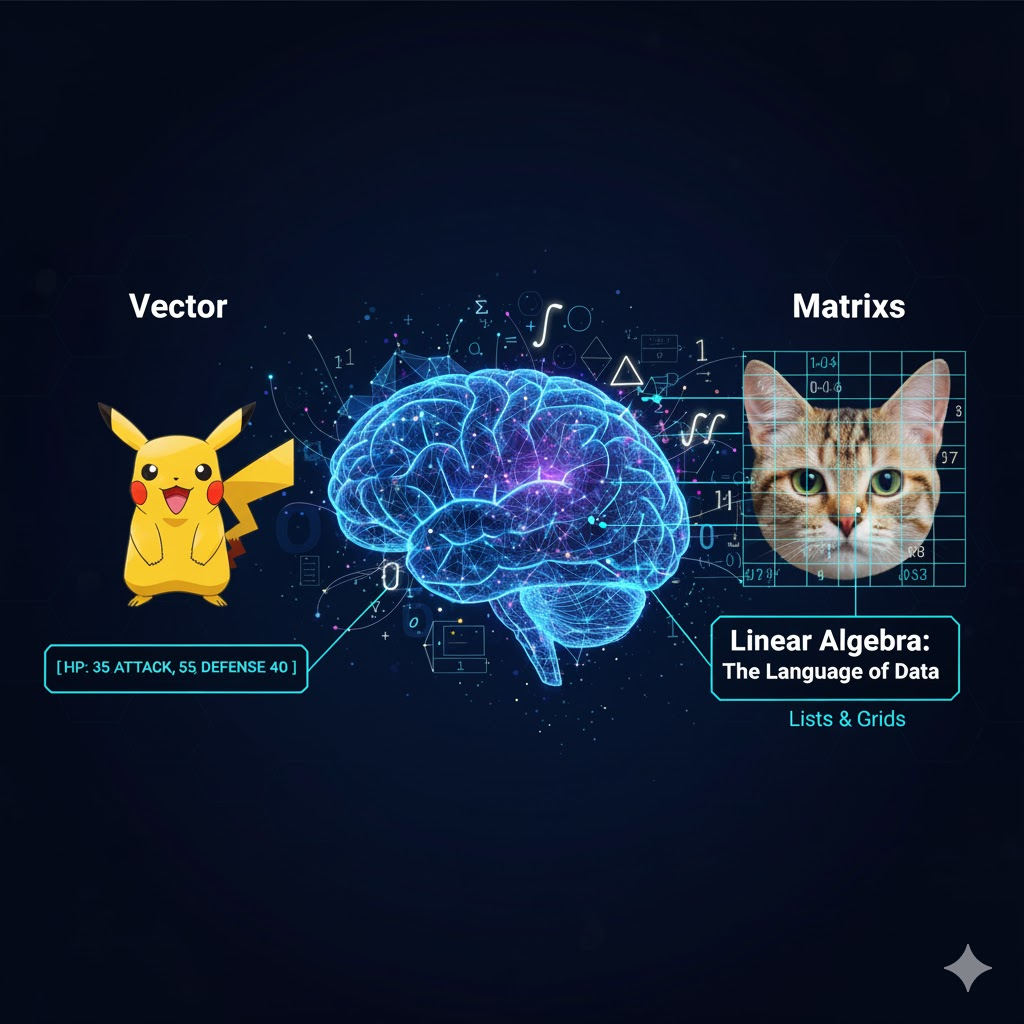 Vector
Matrixs
[ HP: 35 ATTACK, 55, DEFENSE 40 ]
Linear Algebra:
The Language of Data
Lists & Grids